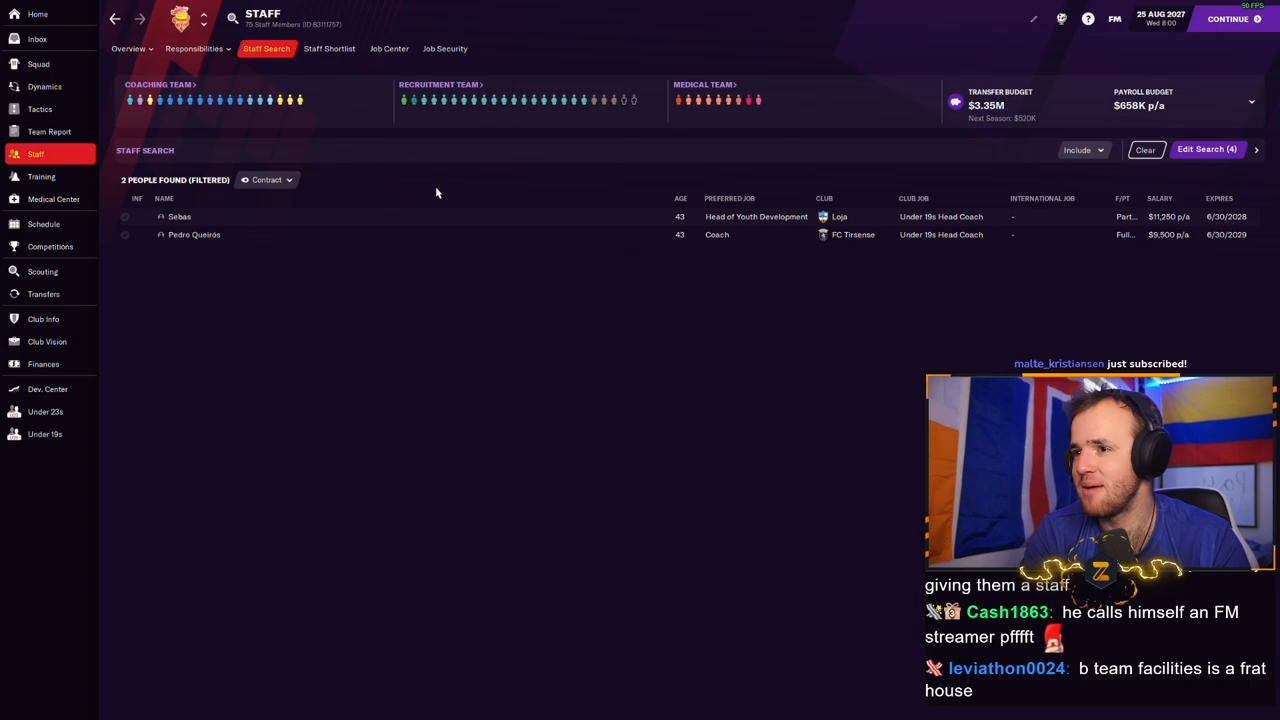 90 FPS
Home
STAFF
75 Staff Members (ID:83111757)
FM
25 AUG 2027
Wed 8:00
CONTINUE
Inbox
Overview
Responsibilities
Staff Search
Staff Shortlist
Job Center
Job Security
Squad
Dynamics
Tactics
Team Report
Staff
Training
Medical Center
Schedule
Competitions
Scouting
Transfers
Club Info
Club Vision
Finances
Dev. Center
Under 23s
Under 19s
COACHING TEAM
RECRUITMENT TEAM
MEDICAL TEAM
TRANSFER BUDGET
$3.35M
Next Season: $520K
PAYROLL BUDGET
$658K p/a
STAFF SEARCH
Include
Clear
Edit Search (4)
2 PEOPLE FOUND (FILTERED)
Contract
INF NAME AGE PREFERRED JOB CLUB CLUB JOB INTERNATIONAL JOB F/PT SALARY EXPIRES
Sebas 43 Head of Youth Development Loja Under 19s Head Coach - Part... $11,250 p/a 6/30/2028
Pedro Queirós 43 Coach FC Tirsense Under 19s Head Coach - Full... $9,500 p/a 6/30/2029
malte_kristiansen just subscribed!
giving them a staff
Cash1863: he calls himself an FM
streamer pfffft
leviathon0024: b team facilities is a frat
house